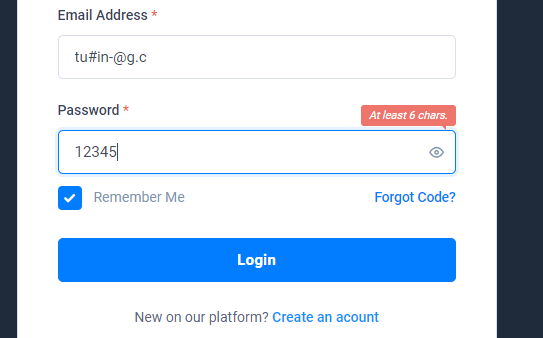 Email Address *
tu#in-@g.c
Password *
At least 6 chars.
12345
Remember Me
Forgot Code?
Login
New on our platform? Create an acount